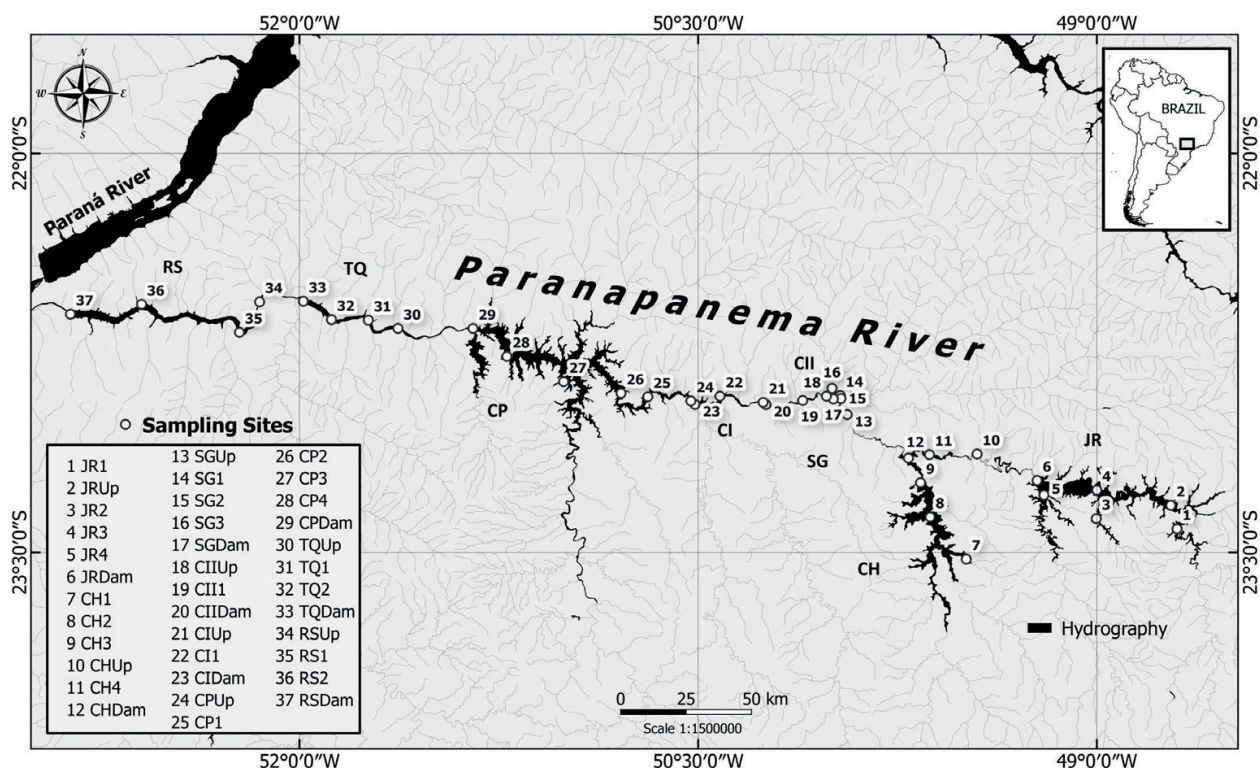 52°0'0"W 50°30'0"W 49°0'0"W
N
W E
S
BRAZIL
22°0'0"S
22°0'0"S
Paraná River
Paranapanema River
RS
TQ
CP
CI
CII
SG
CH
JR
37
36
35
34
33
32
31
30
29
28
27
26
25
24
23
22
21
20
19
18
17
16
15
14
13
12
11
10
9
8
7
6
5
4
3
2
1
Sampling Sites
1 JR1
2 JRUp
3 JR2
4 JR3
5 JR4
6 JRDam
7 CH1
8 CH2
9 CH3
10 CHUp
11 CH4
12 CHDam
13 SGUp
14 SG1
15 SG2
16 SG3
17 SGDam
18 CIIUp
19 CII1
20 CIIDam
21 CIUp
22 CI1
23 CIDam
24 CPUp
25 CP1
26 CP2
27 CP3
28 CP4
29 CPDam
30 TQUp
31 TQ1
32 TQ2
33 TQDam
34 RSUp
35 RS1
36 RS2
37 RSDam
23°30'0"S
23°30'0"S
Hydrography
0 25 50 km
Scale 1:1500000
52°0'0"W 50°30'0"W 49°0'0"W